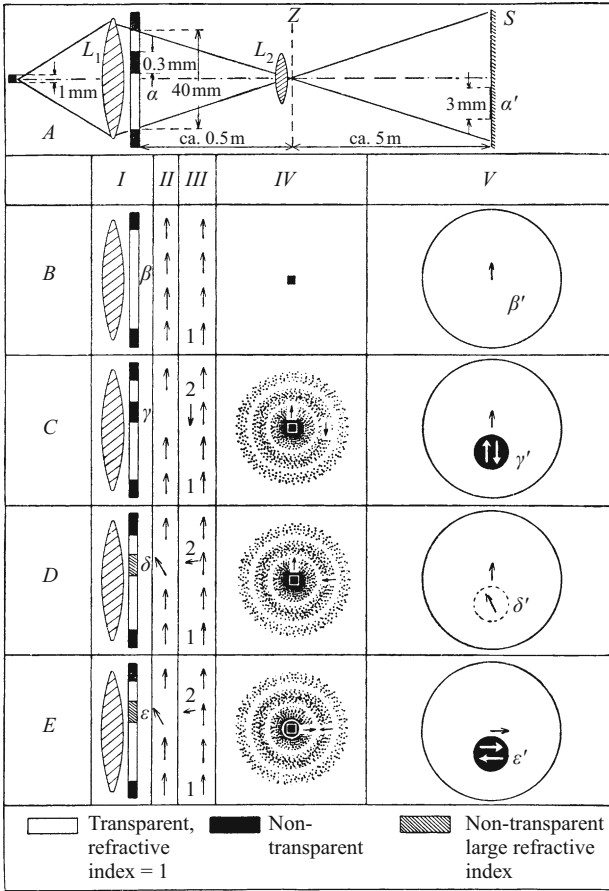 Z
S
L1
L2
0.3 mm
1 mm
α
40 mm
3 mm
α′
A
ca. 0.5 m
ca. 5 m
I II III IV V
B
β
1
β′
C
γ
2
1
γ′
D
δ
2
1
δ′
E
ε
2
1
ε′
Transparent,
refractive
index = 1
Non-
transparent
Non-transparent
large refractive
index